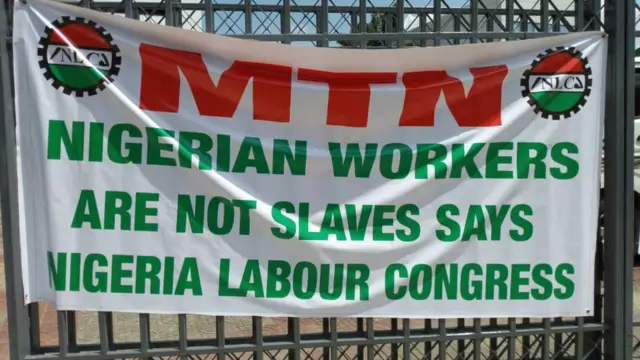 MTN
NIGERIAN WORKERS
ARE NOT SLAVES SAYS
NIGERIA LABOUR CONGRESS
NLC
NLC